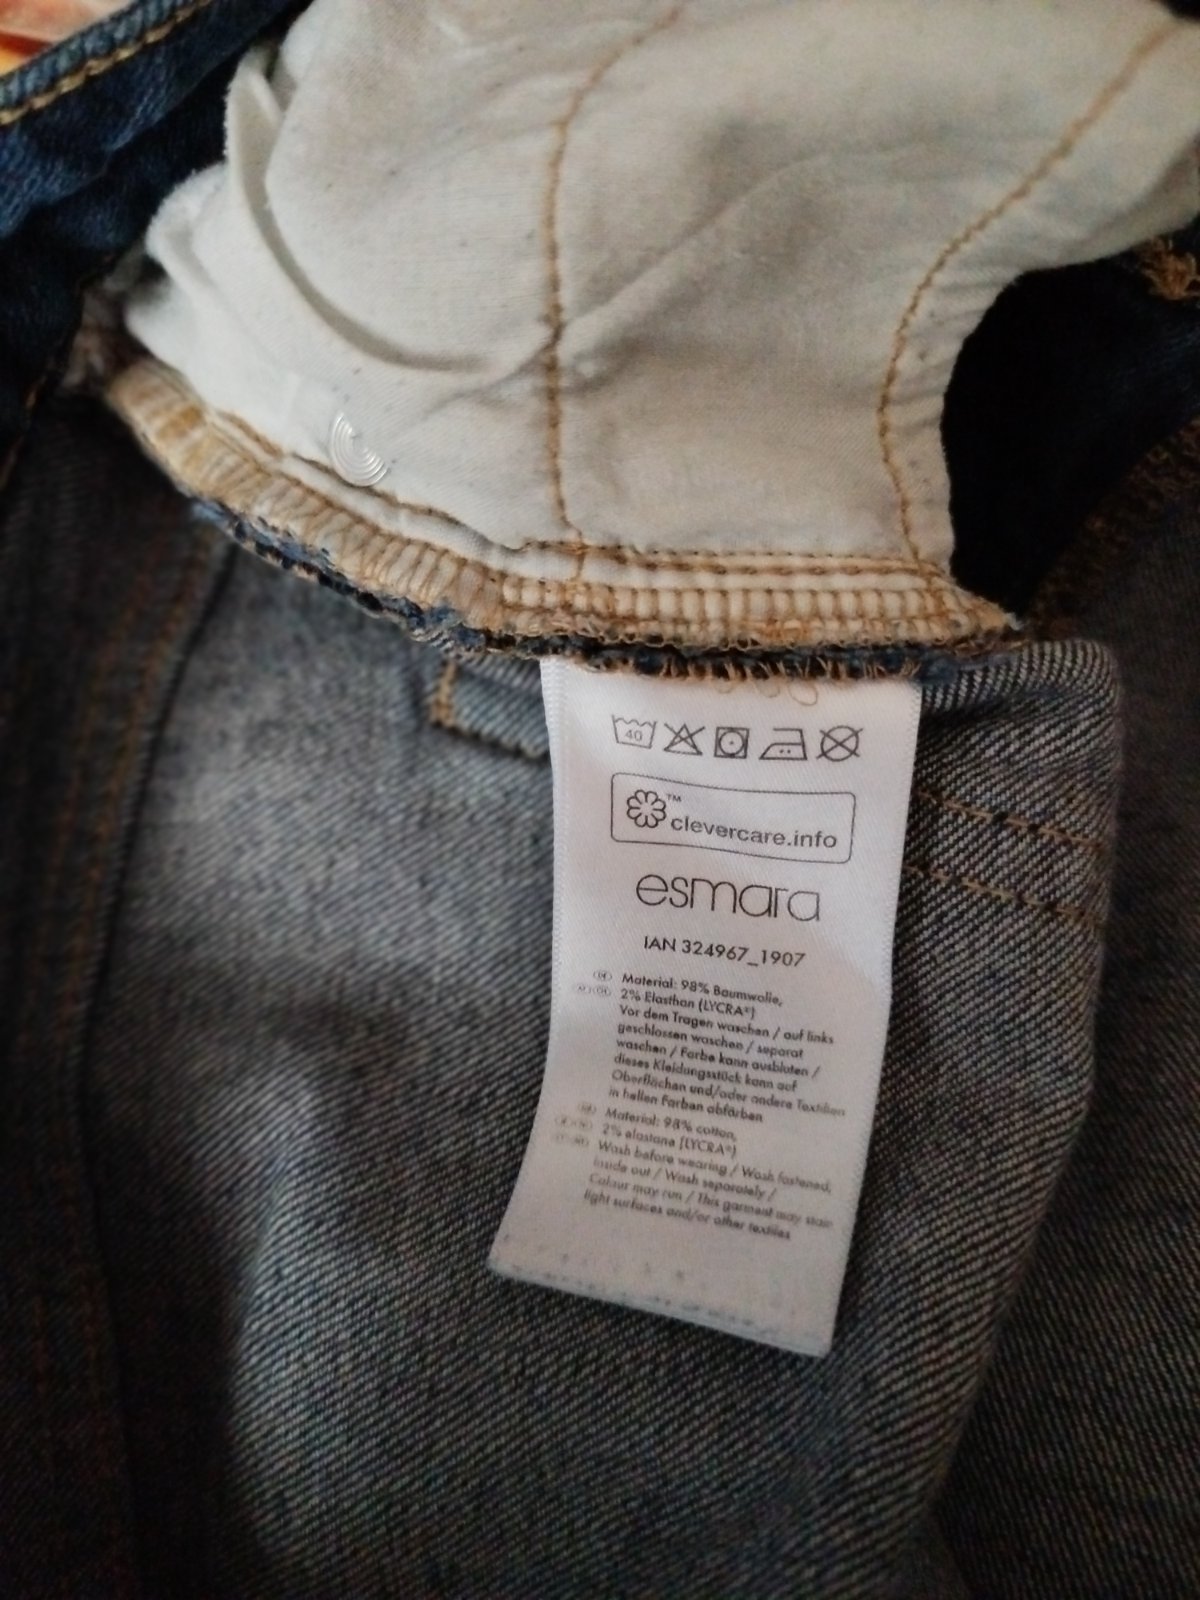 40
™
clevercare.info
esmara
IAN 324967_1907
DE Material: 98% Baumwolle,
2% Elasthan (LYCRA®)
Vor dem Tragen waschen / auf links
geschlossen waschen / separat
waschen / Farbe kann ausbluten /
dieses Kleidungsstück kann auf
Oberflächen und/oder andere Textilien
in hellen Farben abfärben
Material: 98% cotton,
2% elastane (LYCRA®)
Wash before wearing / Wash fastened,
inside out / Wash separately /
Colour may run / This garment may stain
light surfaces and/or other textiles